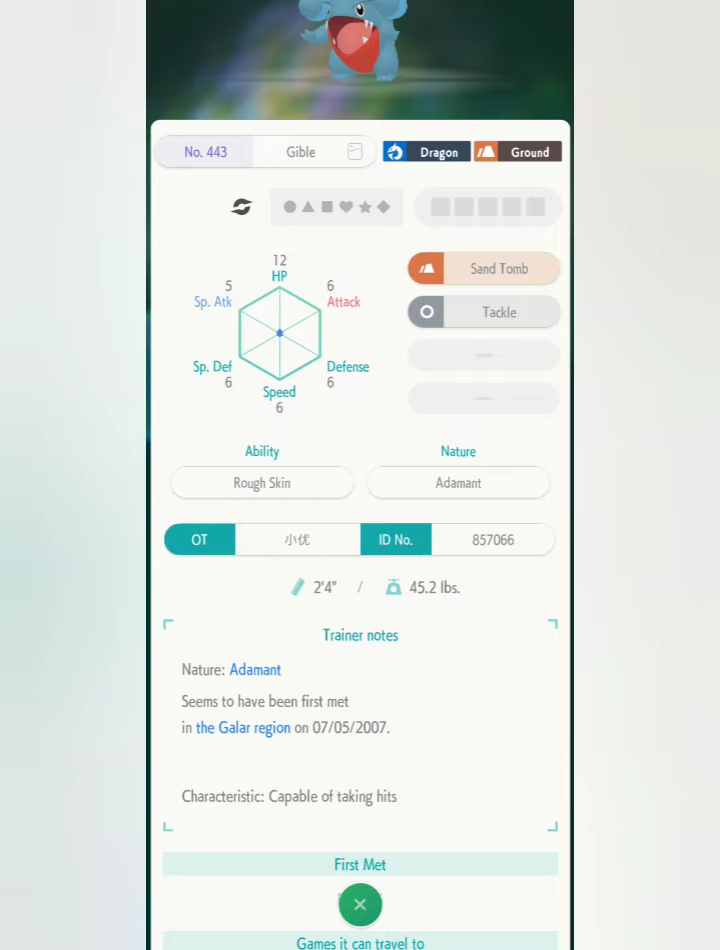 No. 443 Gible Dragon Ground
12
HP
5
Sp. Atk
6
Attack
Sand Tomb
Tackle
Sp. Def
6
Defense
6
Speed
6
Ability
Nature
Rough Skin
Adamant
OT 小优 ID No. 857066
2'4" / 45.2 lbs.
Trainer notes
Nature: Adamant
Seems to have been first met
in the Galar region on 07/05/2007.
Characteristic: Capable of taking hits
First Met
Games it can travel to